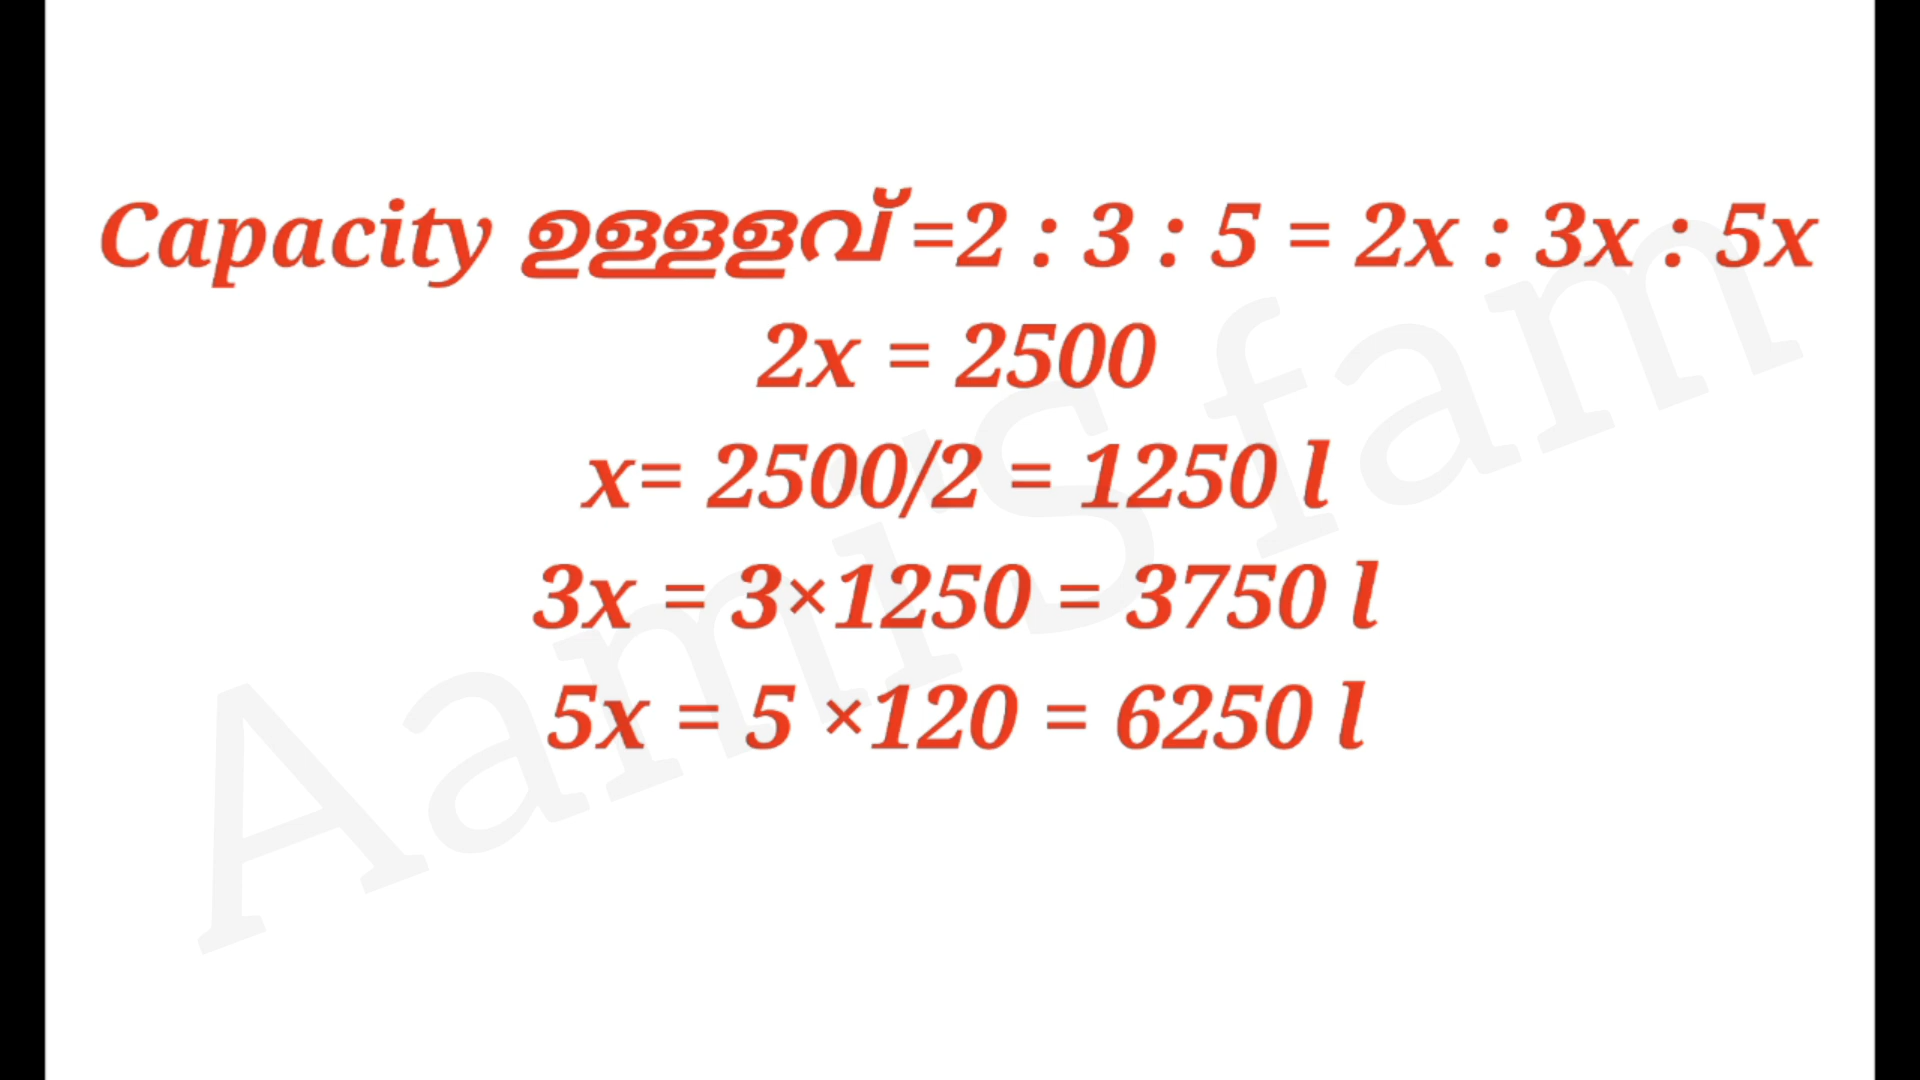 Capacity ഉള്ളളവ് =2 : 3 : 5 = 2x : 3x : 5x
2x = 2500
x= 2500/2 = 1250 l
3x = 3×1250 = 3750 l
5x = 5 ×120 = 6250 l
AamiS fam